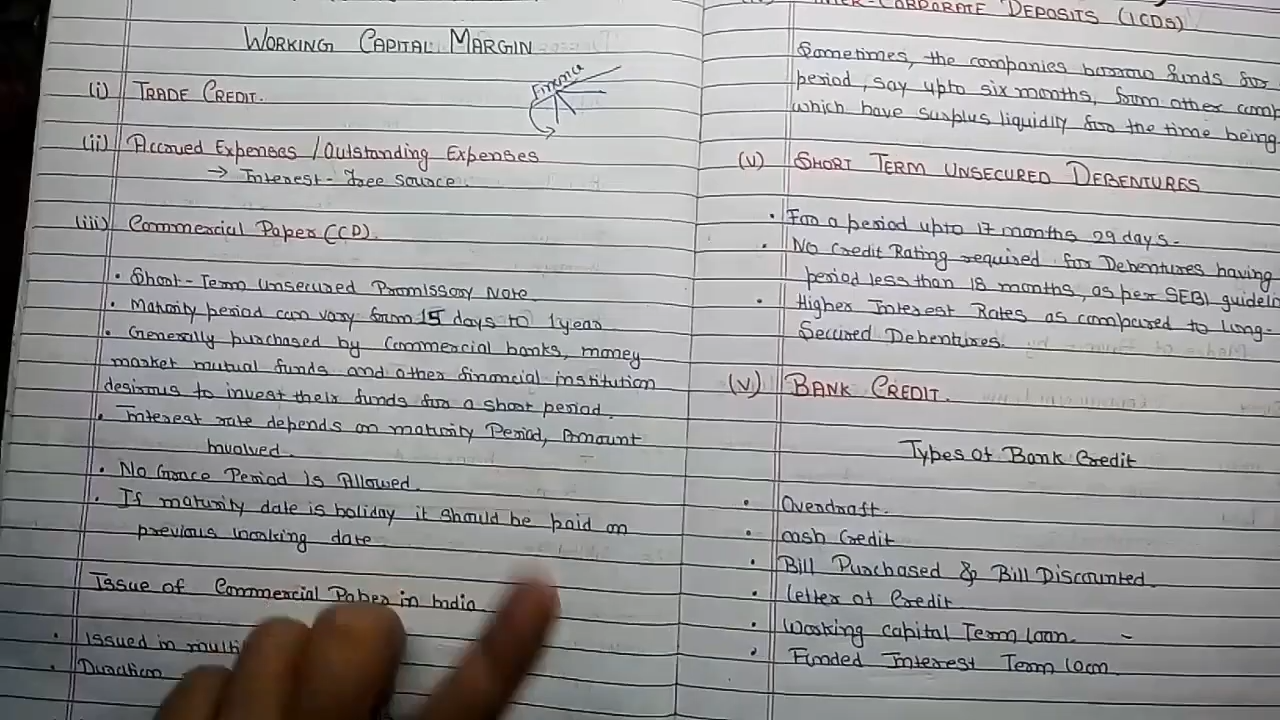 WORKING CAPITAL MARGIN
Finance
(i) TRADE CREDIT.
(ii) Accrued Expenses / Outstanding Expenses
→ Interest - free source.
(iii) Commercial Paper (CP).
• Short-Term Unsecured Promissory Note.
• Maturity period can vary from 15 days to 1 year
• Generally purchased by Commercial banks, money
market mutual funds and other financial institution
desirous to invest their funds for a short period.
• Interest rate depends on maturity Period, Amount
Involved.
• No Grace Period is Allowed.
• If maturity date is holiday it should be paid on
previous working date
Issue of Commercial Paper in India
• Issued in multi
• Duration
CORPORATE DEPOSITS (ICDs)
Sometimes, the companies borrow funds for
period, say upto six months, from other comp
which have surplus liquidity for the time being.
(V) SHORT TERM UNSECURED DEBENTURES
• For a period upto 17 months 29 days.
• No Credit Rating required for Debentures having
period less than 18 months, as per SEBI guideli
• Higher Interest Rates as compared to long-
Secured Debentures.
(V) BANK CREDIT.
Types of Bank Credit
• Overdraft.
• cash Credit
• Bill Purchased & Bill Discounted.
• letter of Credit
• Working Capital Term loan. -
• Funded Interest Term loan